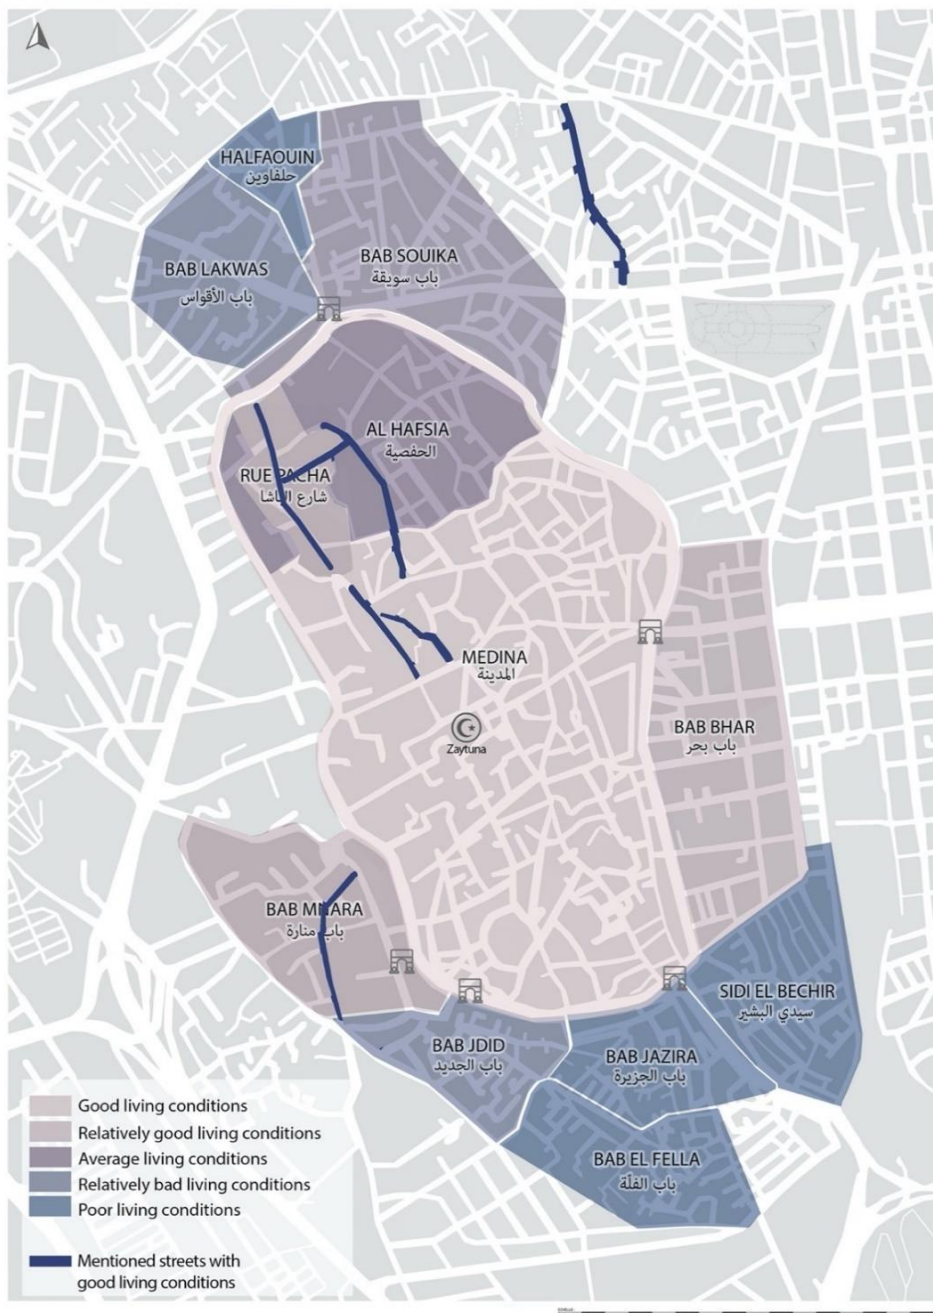 HALFAOUIN
حلفاوين
BAB LAKWAS
باب الأقواس
BAB SOUIKA
باب سويقة
AL HAFSIA
الحفصية
RUE PACHA
شارع الباشا
MEDINA
المدينة
Zaytuna
BAB BHAR
باب بحر
BAB MNARA
باب منارة
SIDI EL BECHIR
سيدي البشير
BAB JDID
باب الجديد
BAB JAZIRA
باب الجزيرة
BAB EL FELLA
باب الفلّة
Good living conditions
Relatively good living conditions
Average living conditions
Relatively bad living conditions
Poor living conditions
Mentioned streets with
good living conditions